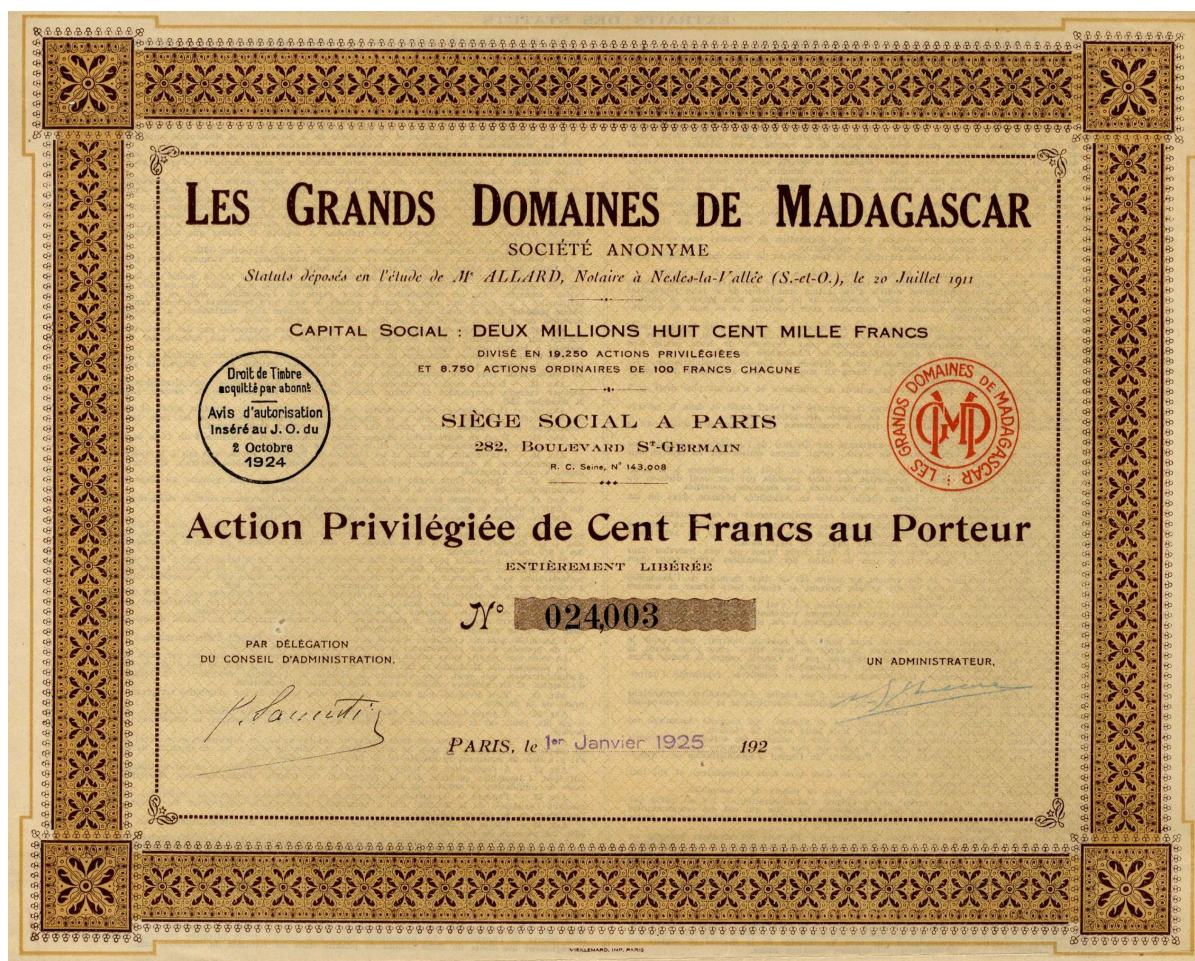 LES GRANDS DOMAINES DE MADAGASCAR
SOCIÉTÉ ANONYME
Statuts déposés en l'étude de Me ALLARD, Notaire à Nesles-la-Vallée (S.-et-O.), le 20 Juillet 1911
CAPITAL SOCIAL : DEUX MILLIONS HUIT CENT MILLE FRANCS
DIVISÉ EN 19.250 ACTIONS PRIVILÉGIÉES
ET 8.750 ACTIONS ORDINAIRES DE 100 FRANCS CHACUNE
Droit de Timbre
acquitté par abonnt
Avis d'autorisation
Inséré au J. O. du
2 Octobre
1924
LES GRANDS DOMAINES DE MADAGASCAR
SIÈGE SOCIAL A PARIS
282, BOULEVARD St-GERMAIN
R. C. Seine, N° 143,008
Action Privilégiée de Cent Francs au Porteur
ENTIÈREMENT LIBÉRÉE
N° 024,003
PAR DÉLÉGATION
DU CONSEIL D'ADMINISTRATION,
UN ADMINISTRATEUR,
PARIS, le 1er Janvier 1925 192
VIEILLEMARD, IMP. PARIS